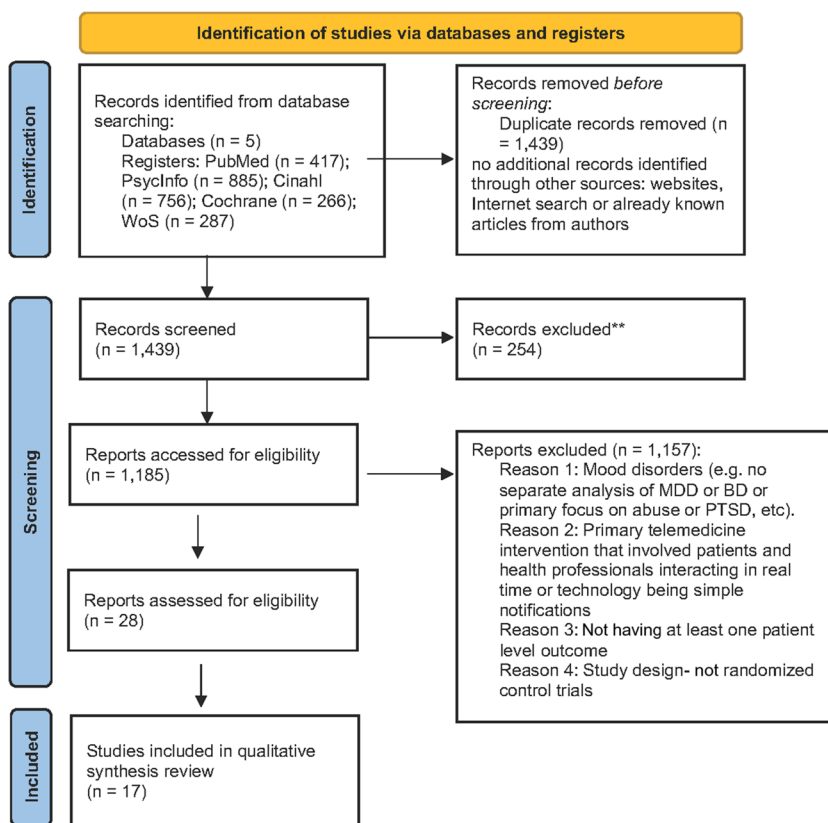 Identification of studies via databases and registers
Identification
Records identified from database
searching:
Databases (n = 5)
Registers: PubMed (n = 417);
PsycInfo (n = 885); Cinahl
(n = 756); Cochrane (n = 266);
WoS (n = 287)
Records removed before
screening:
Duplicate records removed (n
= 1,439)
no additional records identified
through other sources: websites,
Internet search or already known
articles from authors
Screening
Records screened
(n = 1,439)
Records excluded**
(n = 254)
Reports accessed for eligibility
(n = 1,185)
Reports excluded (n = 1,157):
Reason 1: Mood disorders (e.g. no
separate analysis of MDD or BD or
primary focus on abuse or PTSD, etc).
Reason 2: Primary telemedicine
intervention that involved patients and
health professionals interacting in real
time or technology being simple
notifications
Reason 3: Not having at least one patient
level outcome
Reason 4: Study design- not randomized
control trials
Reports assessed for eligibility
(n = 28)
Included
Studies included in qualitative
synthesis review
(n = 17)